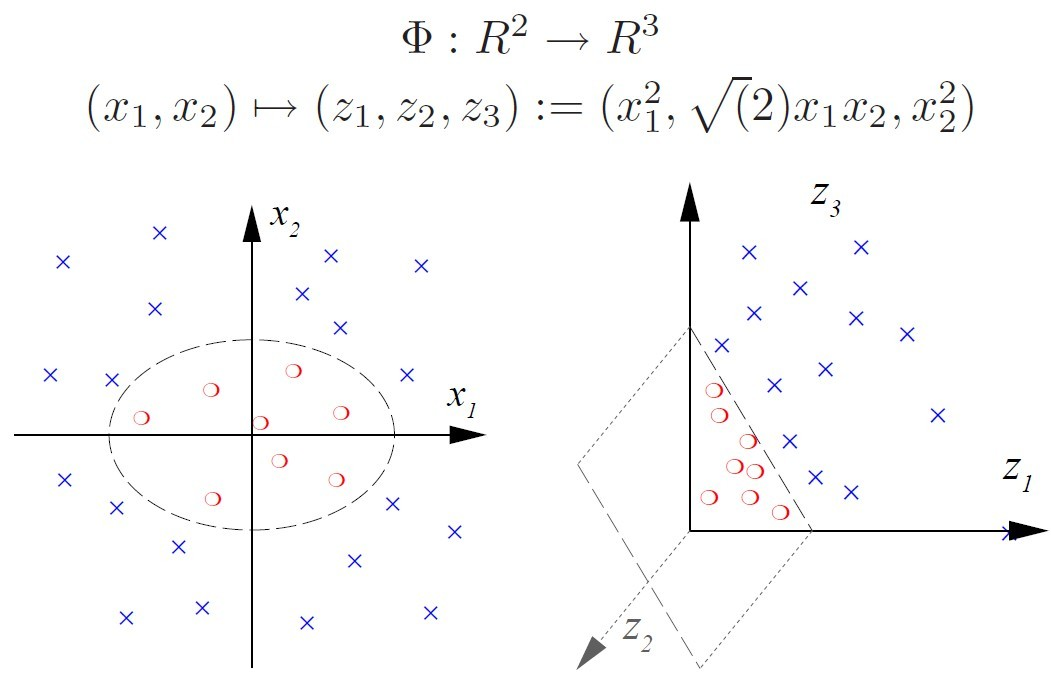 Φ : R² → R³
(x₁, x₂) ↦ (z₁, z₂, z₃) := (x₁², √(2)x₁x₂, x₂²)
x₂
x₁
z₃
z₁
z₂